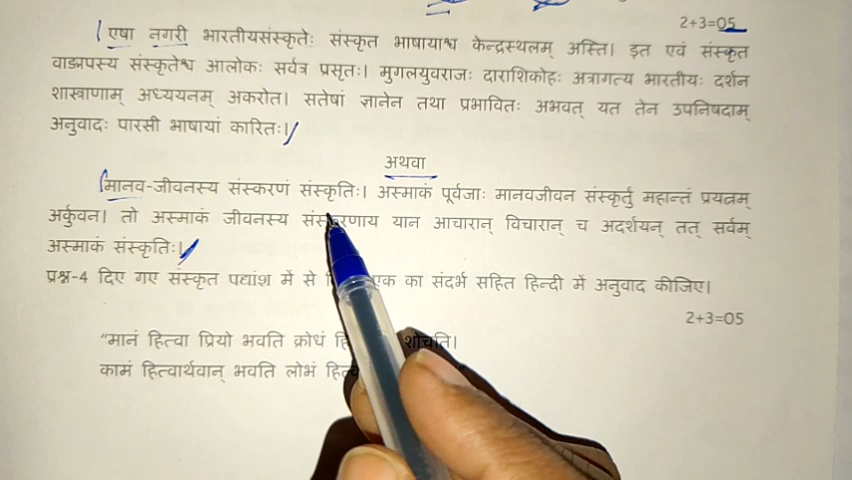 2+3=05
एषा नगरी भारतीयसंस्कृतेः संस्कृत भाषायाश्च केन्द्रस्थलम् अस्ति। इत एवं संस्कृत
वाङ्मपस्य संस्कृतेश्च आलोकः सर्वत्र प्रसृतः। मुगलयुवराजः दाराशिकोहः अत्रागत्य भारतीयः दर्शन
शास्त्राणाम् अध्ययनम् अकरोत। सतेषां ज्ञानेन तथा प्रभावितः अभवत् यत तेन उपनिषदाम्
अनुवादः पारसी भाषायां कारितः।
अथवा
मानव-जीवनस्य संस्करणं संस्कृतिः। अस्माकं पूर्वजाः मानवजीवन संस्कर्तुं महान्तं प्रयत्नम्
अर्कुवन। तो अस्माकं जीवनस्य संस्करणाय यान आचारान् विचारान् च अदर्शयन् तत् सर्वम्
अस्माकं संस्कृतिः।
प्रश्न-4 दिए गए संस्कृत पद्यांश में से एक का संदर्भ सहित हिन्दी में अनुवाद कीजिए।
2+3=05
“मानं हित्वा प्रियो भवति क्रोधं शोचति।
कामं हित्वार्थवान् भवति लोभं